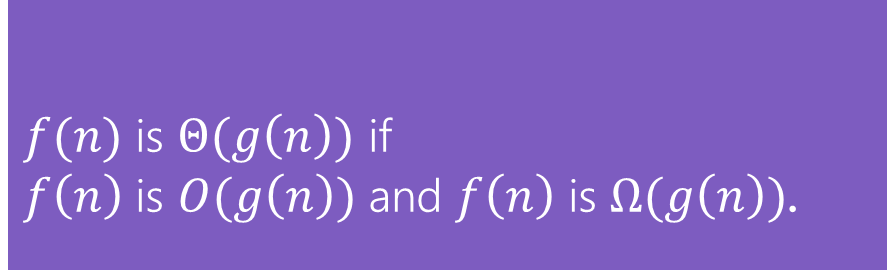 f(n) is Θ(g(n)) if
f(n) is O(g(n)) and f(n) is Ω(g(n)).